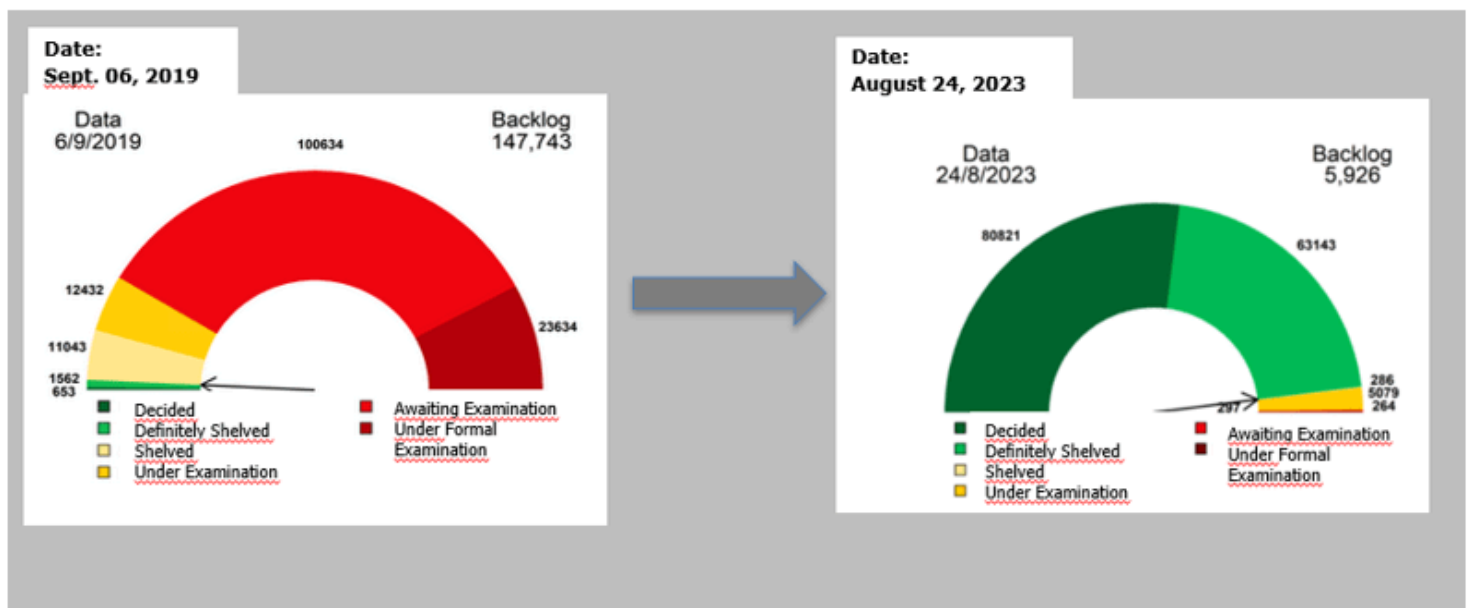 Date:
Sept. 06, 2019
Data
6/9/2019
Backlog
147,743
100634
12432
11043
1562
653
23634
Decided
Definitely Shelved
Shelved
Under Examination
Awaiting Examination
Under Formal
Examination
Date:
August 24, 2023
Data
24/8/2023
Backlog
5,926
80821
63143
286
5079
264
297
Decided
Definitely Shelved
Shelved
Under Examination
Awaiting Examination
Under Formal
Examination